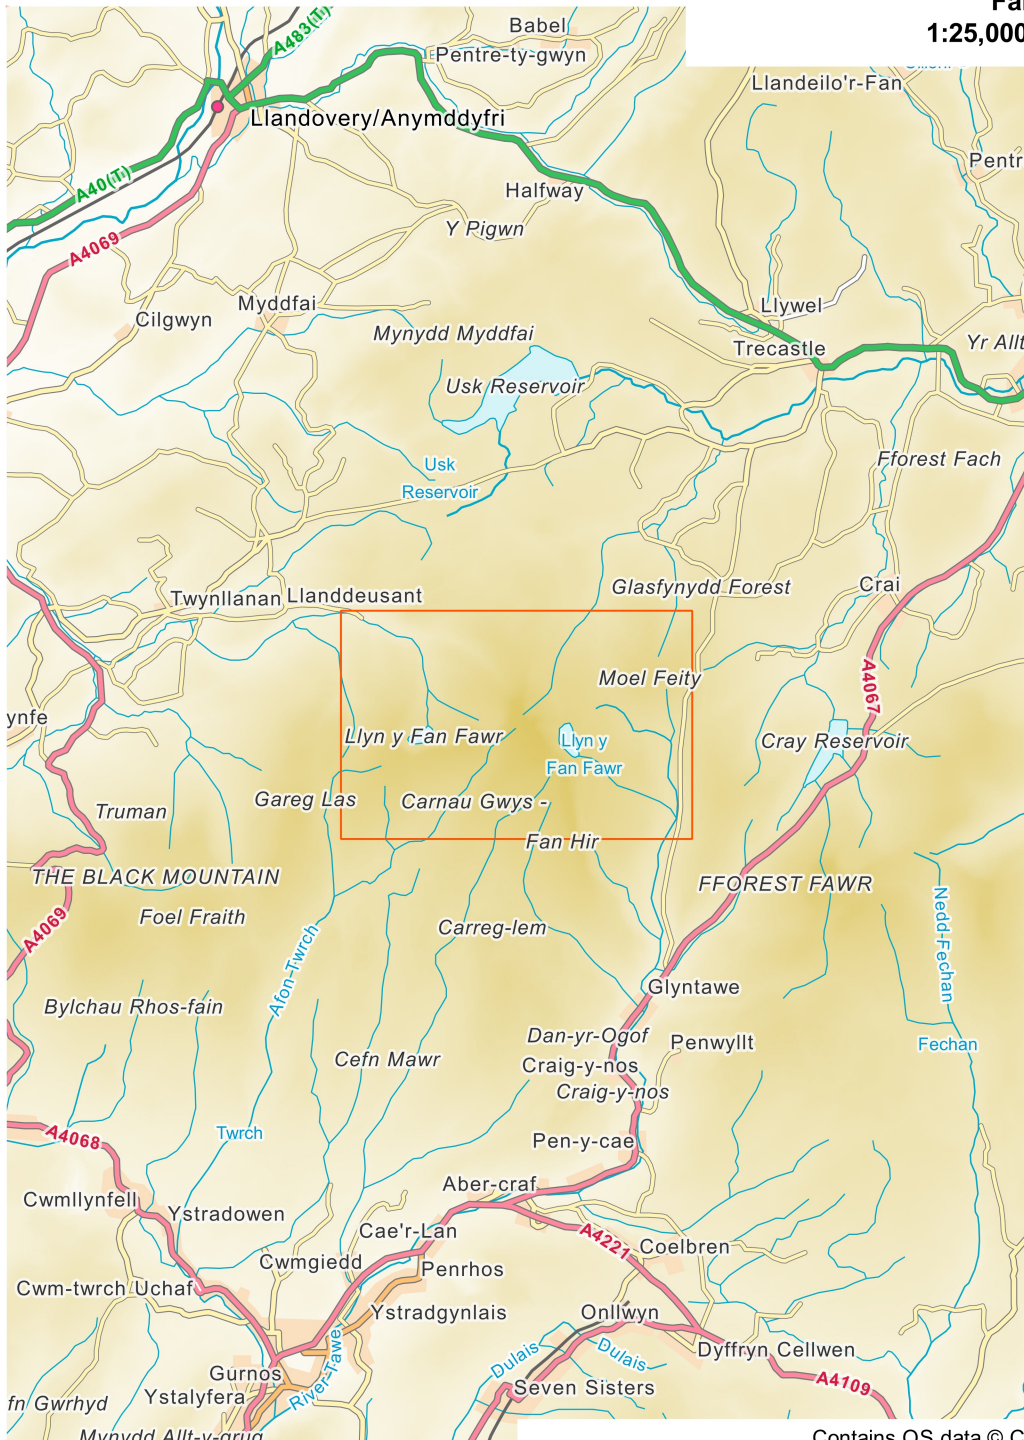 Fa
1:25,000
A483(T)
Babel
Pentre-ty-gwyn
Llandeilo'r-Fan
Llandovery/Anymddyfri
Pentr
A40(T)
Halfway
Y Pigwn
A4069
Myddfai
Cilgwyn
Llywel
Mynydd Myddfai
Trecastle
Yr Allt
Usk Reservoir
Usk
Reservoir
Fforest Fach
Glasfynydd Forest
Crai
Twynllanan
Llanddeusant
Moel Feity
A4067
ynfe
Llyn y Fan Fawr
Llyn y
Fan Fawr
Cray Reservoir
Gareg Las
Carnau Gwys -
Truman
Fan Hir
THE BLACK MOUNTAIN
FFOREST FAWR
Foel Fraith
A4069
Carreg-lem
Nedd-Fechan
Afon-Twrch
Glyntawe
Bylchau Rhos-fain
Dan-yr-Ogof
Penwyllt
Fechan
Cefn Mawr
Craig-y-nos
Craig-y-nos
A4068
Twrch
Pen-y-cae
Aber-craf
Cwmllynfell
Ystradowen
Cae'r-Lan
A4221
Coelbren
Cwmgiedd
Penrhos
Cwm-twrch Uchaf
Ystradgynlais
Onllwyn
River-Tawe
Dulais
Dulais
Dyffryn Cellwen
Gurnos
A4109
Ystalyfera
Seven Sisters
fn Gwrhyd
Mynydd Allt-y-grug
Contains OS data © C